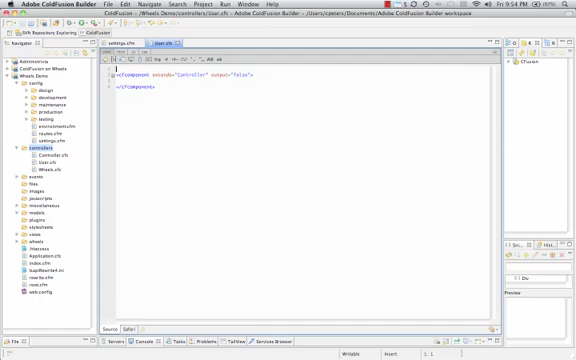 Adobe ColdFusion Builder File Edit Navigate Search Project Run Window Help Fri 9:54 PM
ColdFusion - /Wheels Demo/controllers/User.cfc - Adobe ColdFusion Builder - /Users/cpeters/Documents/Adobe ColdFusion Builder workspace
SVN Repository Exploring ColdFusion
Navigator
settings.cfm
User.cfc
ColdFusion on Wheels
Wheels Demo
config
design
development
maintenance
production
testing
environment.cfm
routes.cfm
settings.cfm
controllers
Controller.cfc
User.cfc
Wheels.cfc
events
files
images
javascripts
miscellaneous
models
plugins
stylesheets
views
wheels
.htaccess
Application.cfc
index.cfm
IsapiRewrite4.ini
rewrite.cfm
root.cfm
web.config
<cfcomponent extends="Controller" output="false">
</cfcomponent>
CFusion
Div
Preview
Source Safari
File
Servers Console Tasks Problems TailView Services Browser
Writable Insert 1 : 1